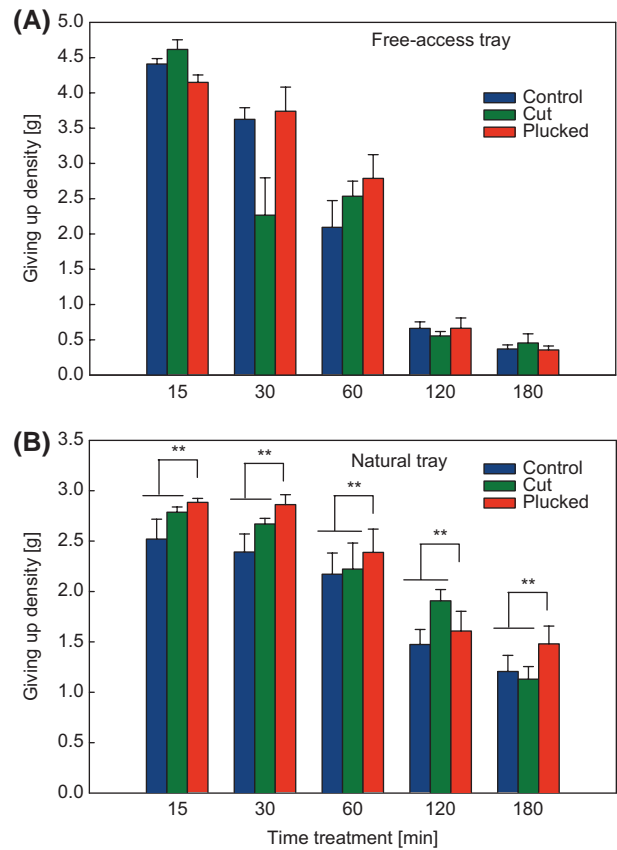 (A)
Free-access tray
Control
Cut
Plucked
Giving up density [g]
5.0
4.5
4.0
3.5
3.0
2.5
2.0
1.5
1.0
0.5
0.0
15 30 60 120 180
(B)
Natural tray
Control
Cut
Plucked
** ** ** ** **
Giving up density [g]
3.5
3.0
2.5
2.0
1.5
1.0
0.5
0.0
15 30 60 120 180
Time treatment [min]